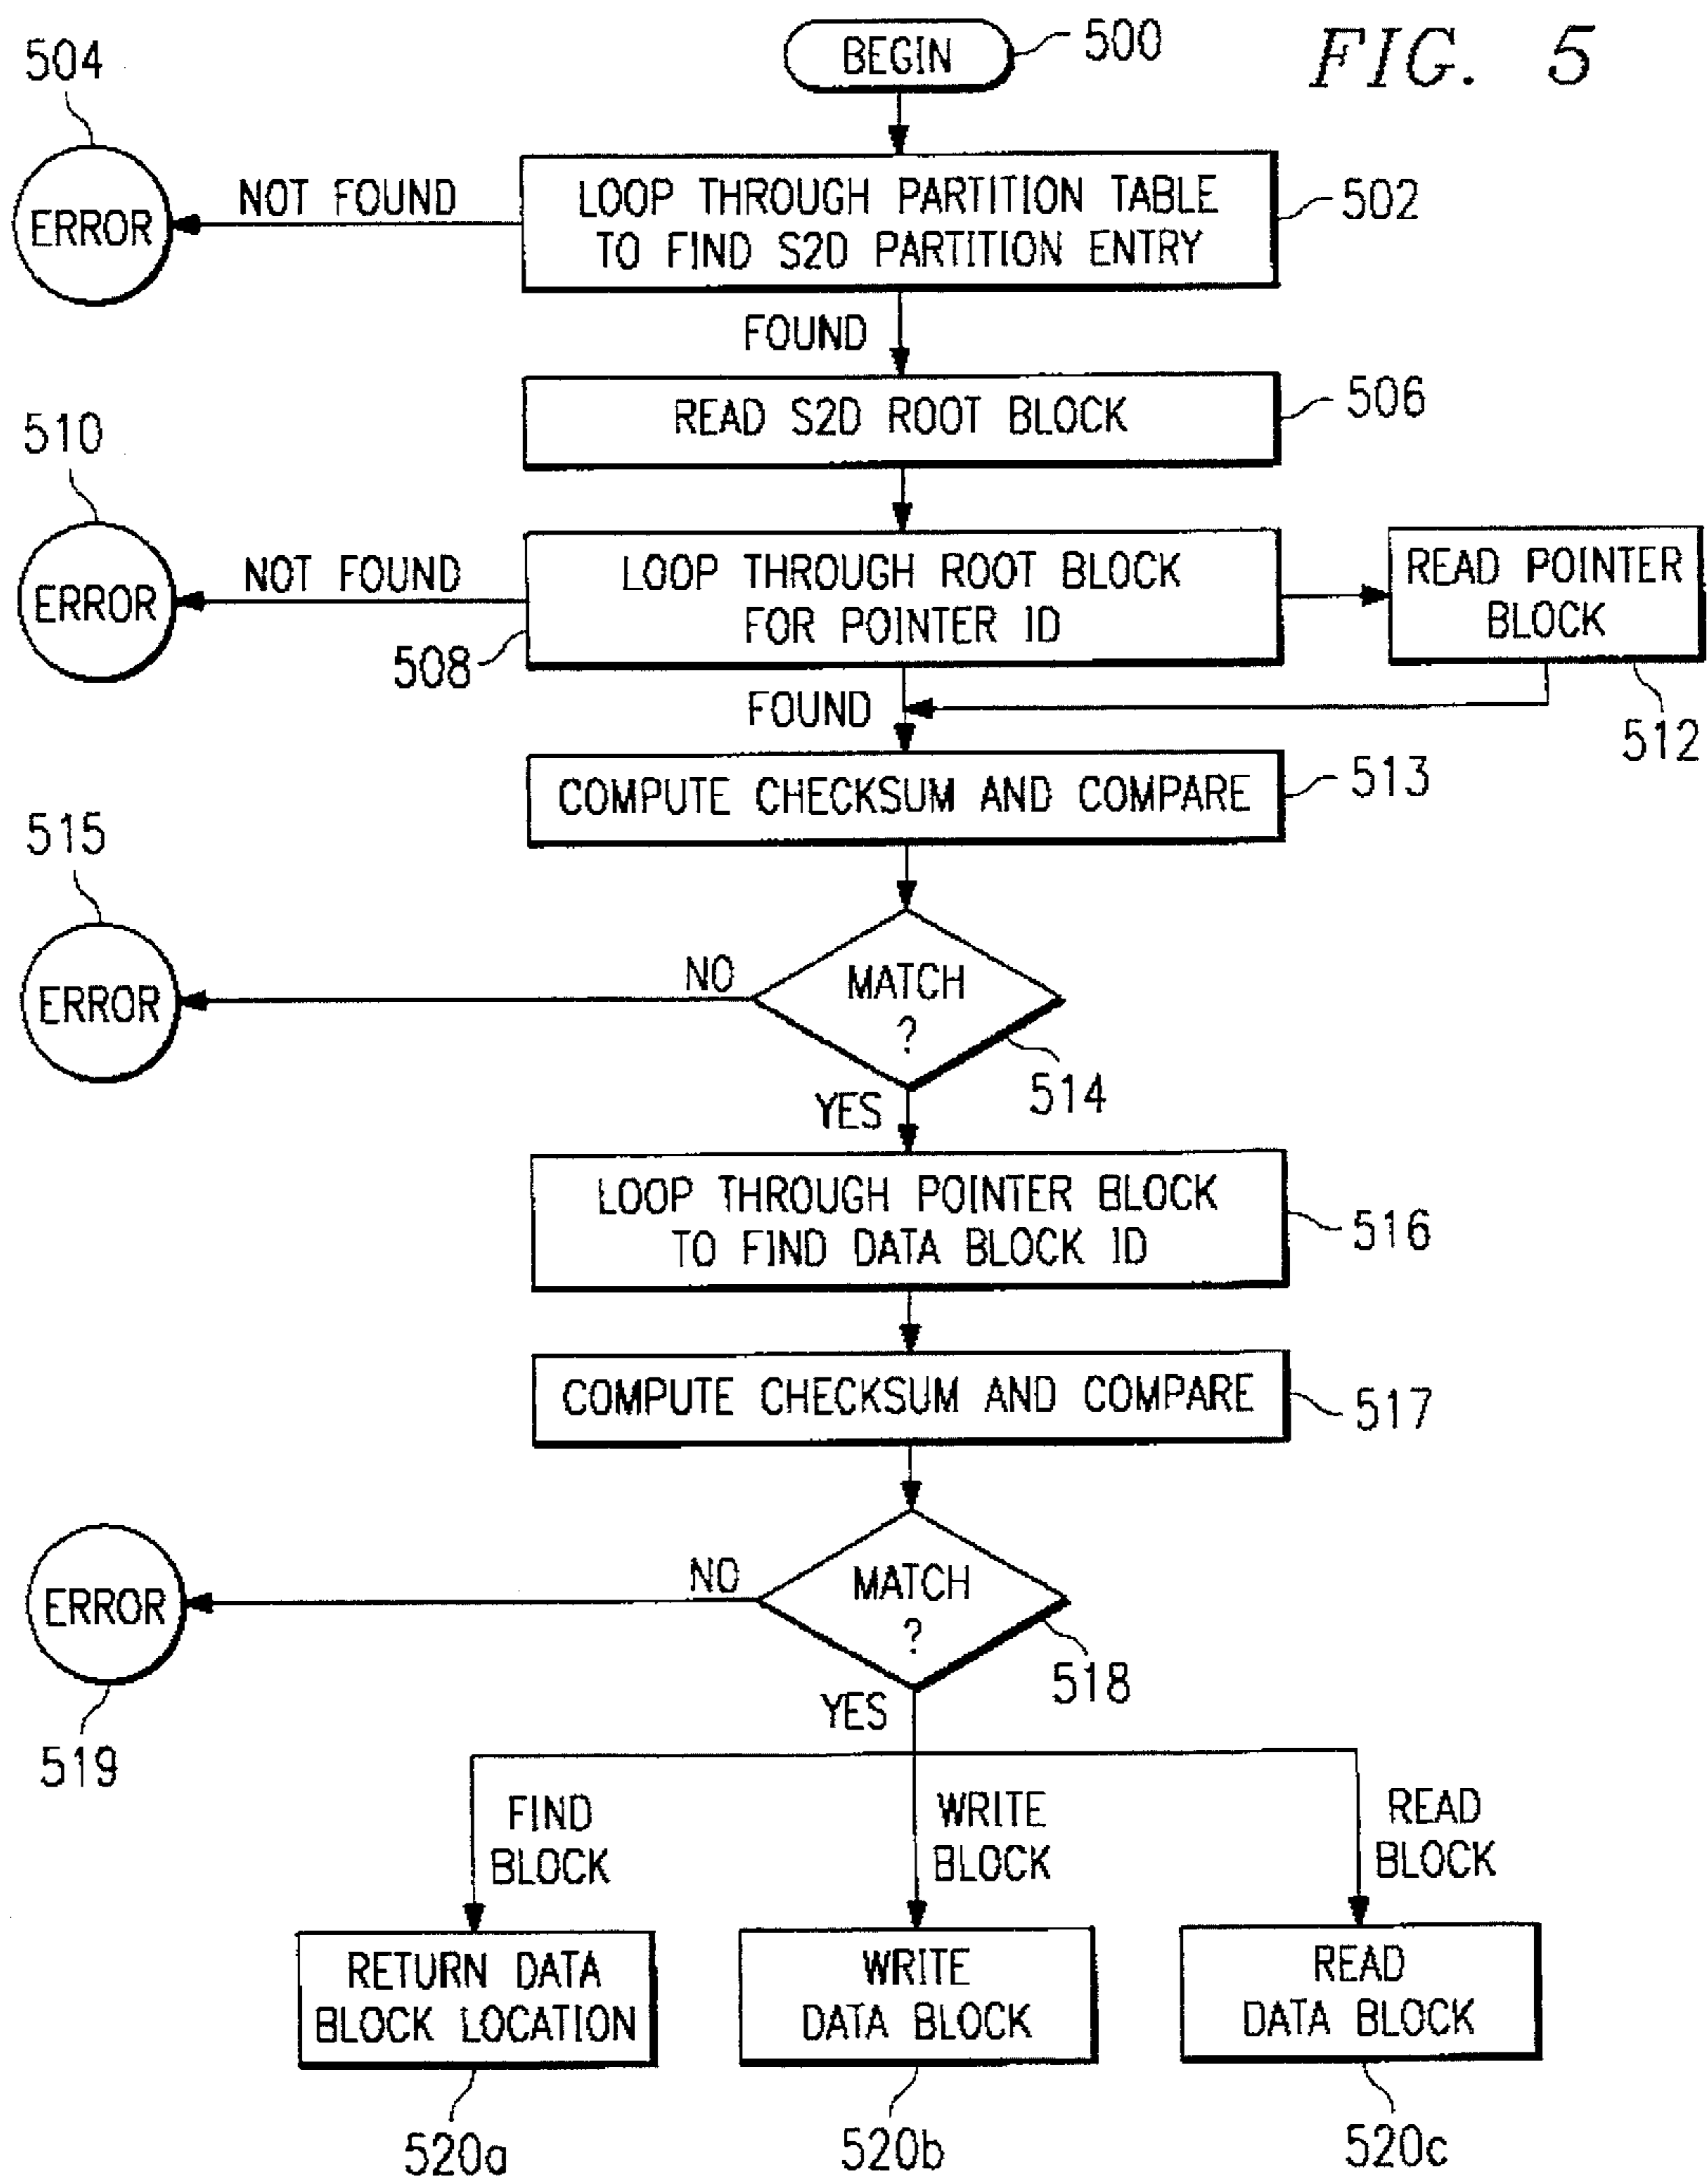 FIG. 5
BEGIN
500
504
ERROR
NOT FOUND
LOOP THROUGH PARTITION TABLE
TO FIND S2D PARTITION ENTRY
502
FOUND
READ S2D ROOT BLOCK
506
510
ERROR
NOT FOUND
LOOP THROUGH ROOT BLOCK
FOR POINTER ID
508
READ POINTER
BLOCK
512
FOUND
COMPUTE CHECKSUM AND COMPARE
513
515
ERROR
NO
MATCH
?
514
YES
LOOP THROUGH POINTER BLOCK
TO FIND DATA BLOCK ID
516
COMPUTE CHECKSUM AND COMPARE
517
ERROR
519
NO
MATCH
?
518
YES
FIND
BLOCK
WRITE
BLOCK
READ
BLOCK
RETURN DATA
BLOCK LOCATION
520a
WRITE
DATA BLOCK
520b
READ
DATA BLOCK
520c